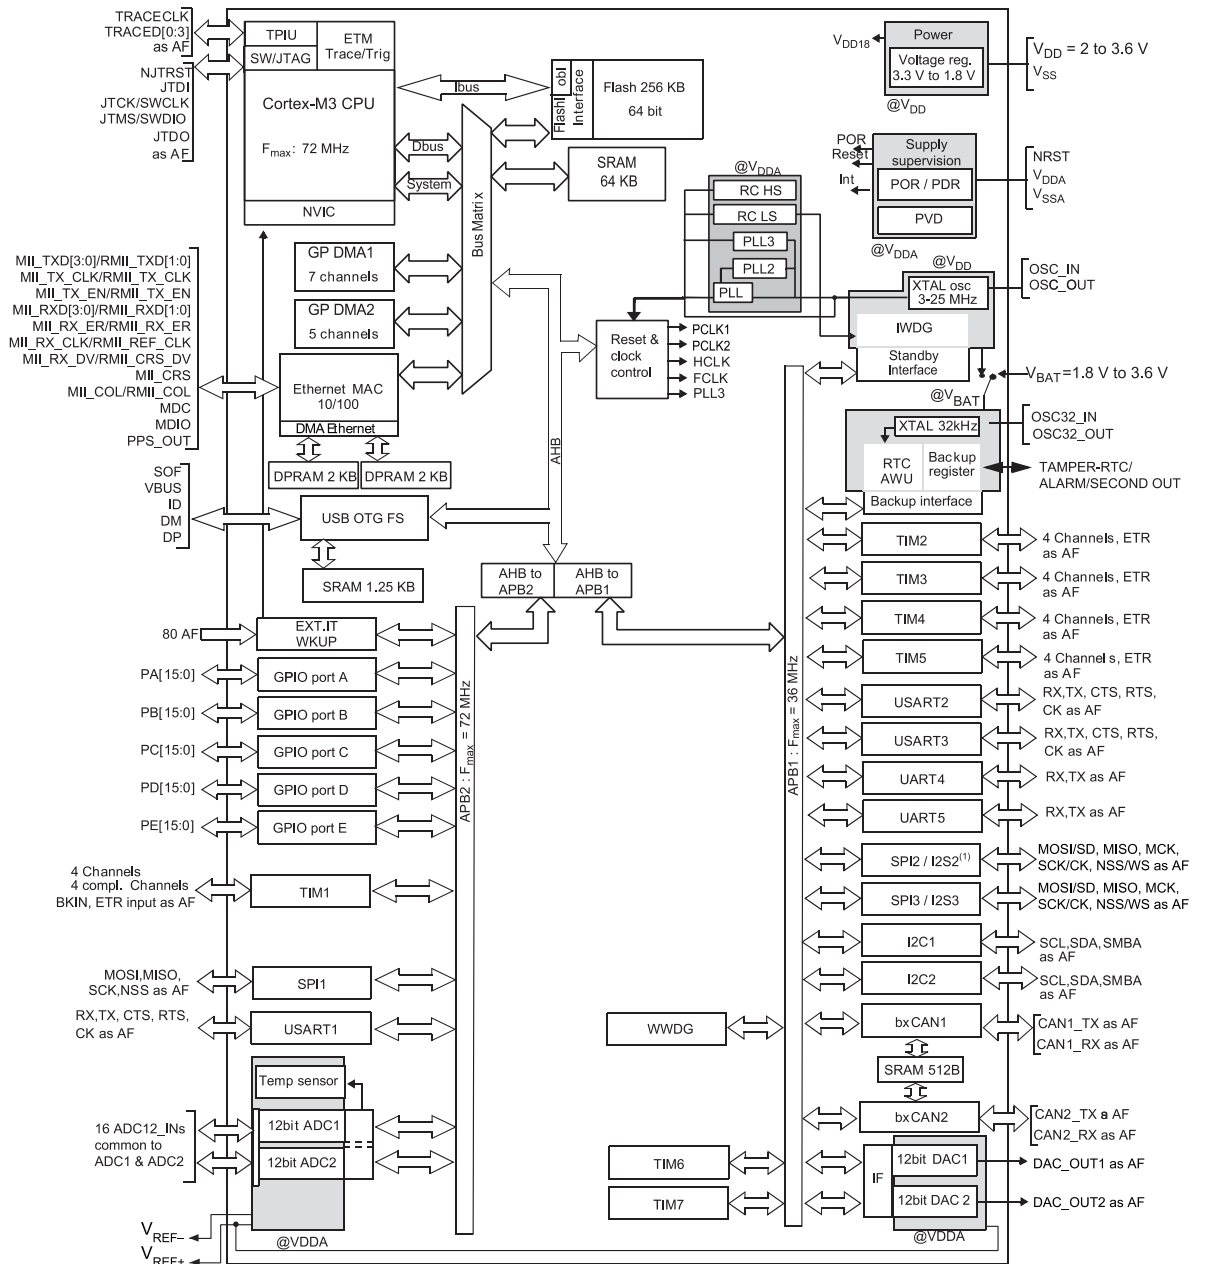 TRACECLK
TRACED[0:3]
as AF
NJTRST
JTDI
JTCK/SWCLK
JTMS/SWDIO
JTDO
as AF
TPIU
ETM
Trace/Trig
SW/JTAG
Cortex-M3 CPU
Fmax: 72 MHz
NVIC
Ibus
Dbus
System
Flash obl
Interface
Flash 256 KB
64 bit
SRAM
64 KB
Bus Matrix
GP DMA1
7 channels
GP DMA2
5 channels
Ethernet MAC
10/100
DMA Ethernet
DPRAM 2 KB
DPRAM 2 KB
USB OTG FS
SRAM 1.25 KB
AHB
MII_TXD[3:0]/RMII_TXD[1:0]
MII_TX_CLK/RMII_TX_CLK
MII_TX_EN/RMII_TX_EN
MII_RXD[3:0]/RMII_RXD[1:0]
MII_RX_ER/RMII_RX_ER
MII_RX_CLK/RMII_REF_CLK
MII_RX_DV/RMII_CRS_DV
MII_CRS
MII_COL/RMII_COL
MDC
MDIO
PPS_OUT
SOF
VBUS
ID
DM
DP
VDD18
Power
Voltage reg.
3.3 V to 1.8 V
@VDD
VDD = 2 to 3.6 V
VSS
POR
Reset
Int
Supply
supervision
POR / PDR
PVD
@VDDA
NRST
VDDA
VSSA
@VDDA
RC HS
RC LS
PLL3
PLL2
PLL
Reset &
clock
control
PCLK1
PCLK2
HCLK
FCLK
PLL3
@VDD
XTAL osc
3-25 MHz
IWDG
Standby
Interface
OSC_IN
OSC_OUT
VBAT=1.8 V to 3.6 V
@VBAT
XTAL 32kHz
RTC
AWU
Backup
register
Backup interface
OSC32_IN
OSC32_OUT
TAMPER-RTC/
ALARM/SECOND OUT
AHB to
APB2
AHB to
APB1
APB2 : Fmax = 72 MHz
APB1 : Fmax = 36 MHz
80 AF
EXT.IT
WKUP
PA[15:0]
GPIO port A
PB[15:0]
GPIO port B
PC[15:0]
GPIO port C
PD[15:0]
GPIO port D
PE[15:0]
GPIO port E
4 Channels
4 compl. Channels
BKIN, ETR input as AF
TIM1
MOSI,MISO,
SCK,NSS as AF
SPI1
RX,TX, CTS, RTS,
CK as AF
USART1
Temp sensor
16 ADC12_INs
common to
ADC1 & ADC2
12bit ADC1
12bit ADC2
@VDDA
VREF–
VREF+
TIM2
4 Channels, ETR
as AF
TIM3
4 Channels, ETR
as AF
TIM4
4 Channels, ETR
as AF
TIM5
4 Channels, ETR
as AF
USART2
RX,TX, CTS, RTS,
CK as AF
USART3
RX,TX, CTS, RTS,
CK as AF
UART4
RX,TX as AF
UART5
RX,TX as AF
SPI2 / I2S2(1)
MOSI/SD, MISO, MCK,
SCK/CK, NSS/WS as AF
SPI3 / I2S3
MOSI/SD, MISO, MCK,
SCK/CK, NSS/WS as AF
I2C1
SCL,SDA,SMBA
as AF
I2C2
SCL,SDA,SMBA
as AF
WWDG
bxCAN1
CAN1_TX as AF
CAN1_RX as AF
SRAM 512B
bxCAN2
CAN2_TX a AF
CAN2_RX as AF
TIM6
TIM7
IF
12bit DAC1
DAC_OUT1 as AF
12bit DAC 2
DAC_OUT2 as AF
@VDDA